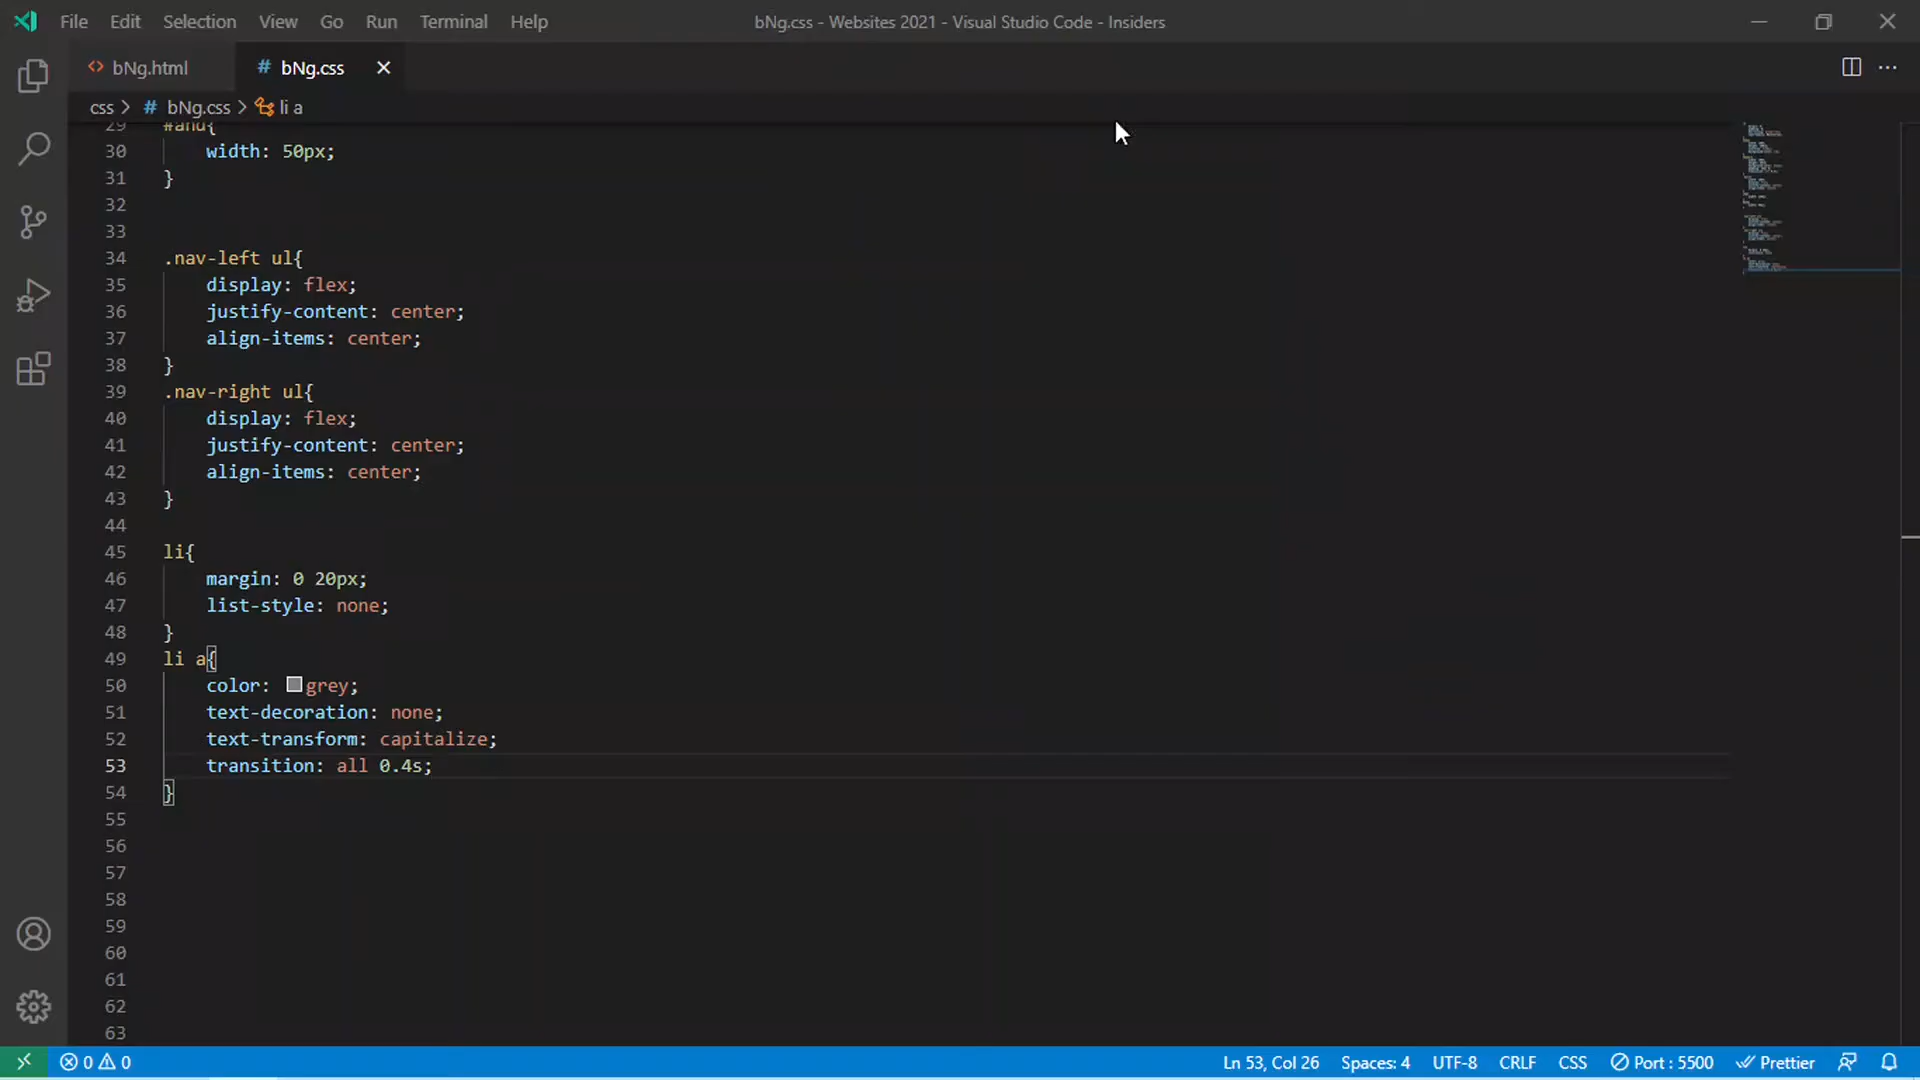 File Edit Selection View Go Run Terminal Help bNg.css - Websites 2021 - Visual Studio Code - Insiders
bNg.html # bNg.css
css > # bNg.css > li a
29 #and{
30 width: 50px;
31 }
32
33
34 .nav-left ul{
35 display: flex;
36 justify-content: center;
37 align-items: center;
38 }
39 .nav-right ul{
40 display: flex;
41 justify-content: center;
42 align-items: center;
43 }
44
45 li{
46 margin: 0 20px;
47 list-style: none;
48 }
49 li a{
50 color: grey;
51 text-decoration: none;
52 text-transform: capitalize;
53 transition: all 0.4s;
54 }
55
56
57
58
59
60
61
62
63
0 0 Ln 53, Col 26 Spaces: 4 UTF-8 CRLF CSS Port : 5500 Prettier